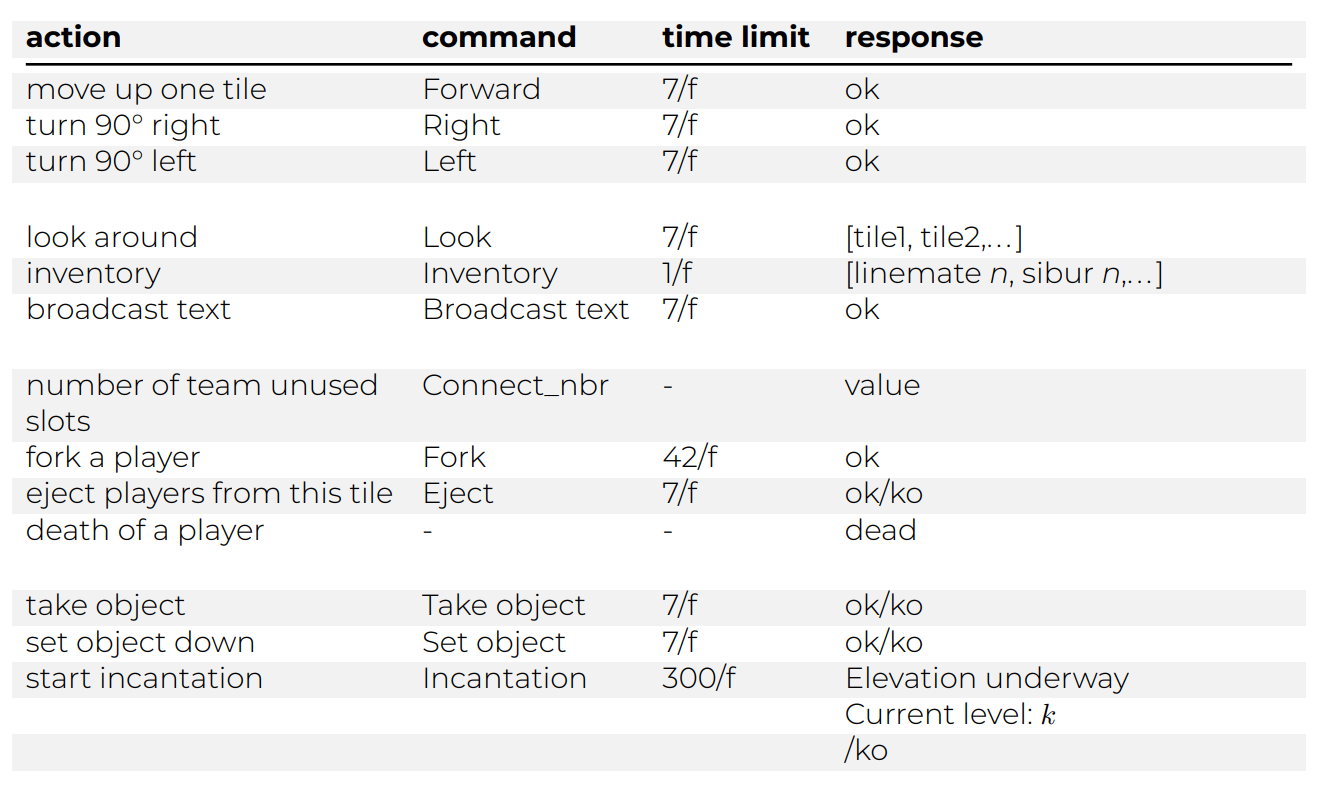 action command time limit response
move up one tile Forward 7/f ok
turn 90° right Right 7/f ok
turn 90° left Left 7/f ok
look around Look 7/f [tile1, tile2,…]
inventory Inventory 1/f [linemate n, sibur n,…]
broadcast text Broadcast text 7/f ok
number of team unused Connect_nbr - value
slots
fork a player Fork 42/f ok
eject players from this tile Eject 7/f ok/ko
death of a player - - dead
take object Take object 7/f ok/ko
set object down Set object 7/f ok/ko
start incantation Incantation 300/f Elevation underway
Current level: k
/ko